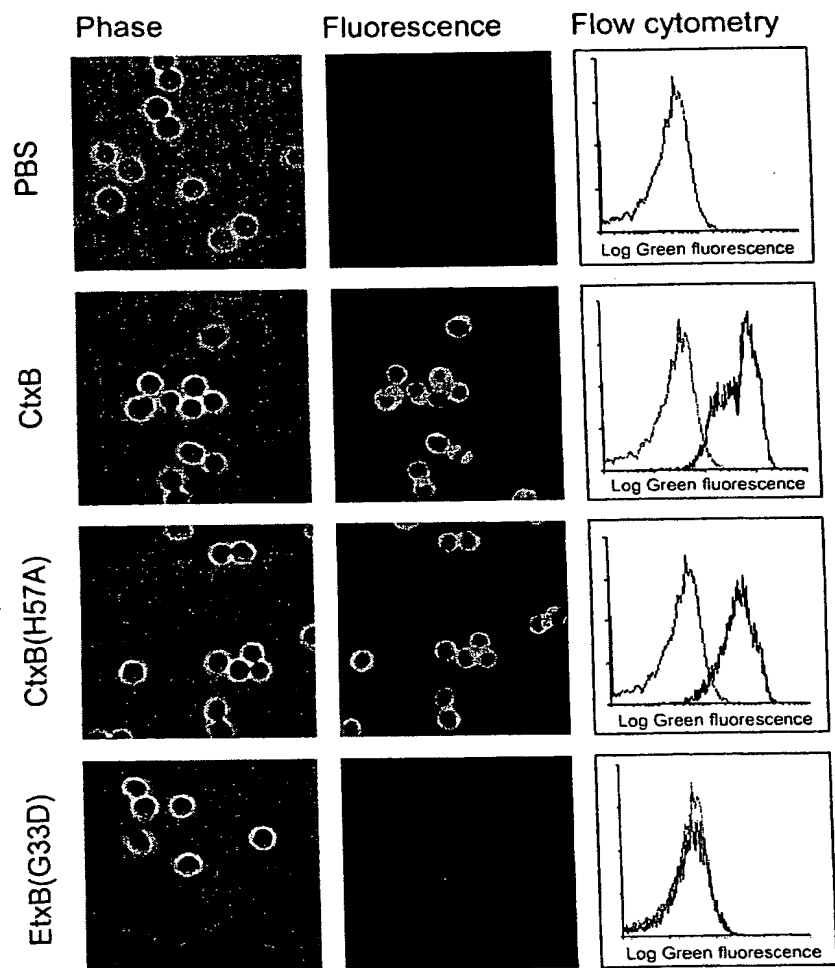 Phase Fluorescence Flow cytometry
PBS
Log Green fluorescence
CtxB
Log Green fluorescence
CtxB(H57A)
Log Green fluorescence
EtxB(G33D)
Log Green fluorescence